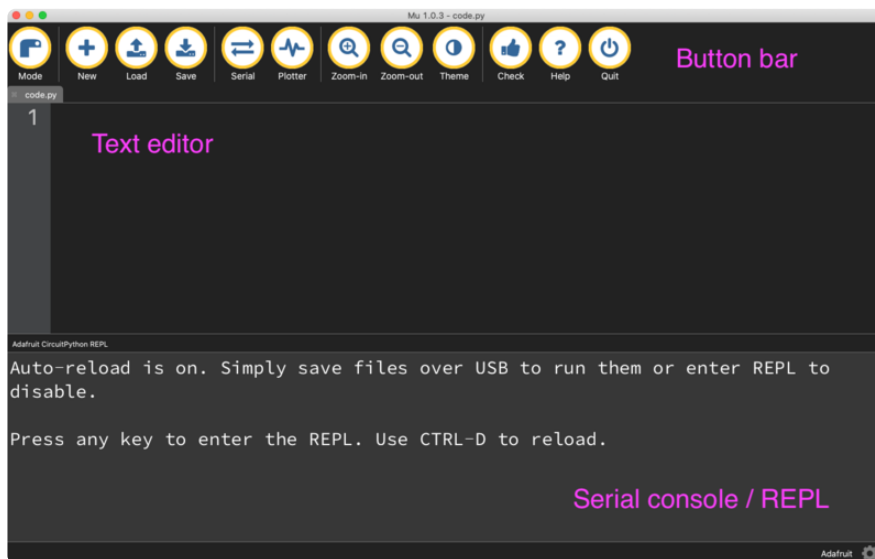 Mu 1.0.3 - code.py
Mode New Load Save Serial Plotter Zoom-in Zoom-out Theme Check Help Quit
Button bar
code.py
1
Text editor
Adafruit CircuitPython REPL
Auto-reload is on. Simply save files over USB to run them or enter REPL to
disable.
Press any key to enter the REPL. Use CTRL-D to reload.
Serial console / REPL
Adafruit